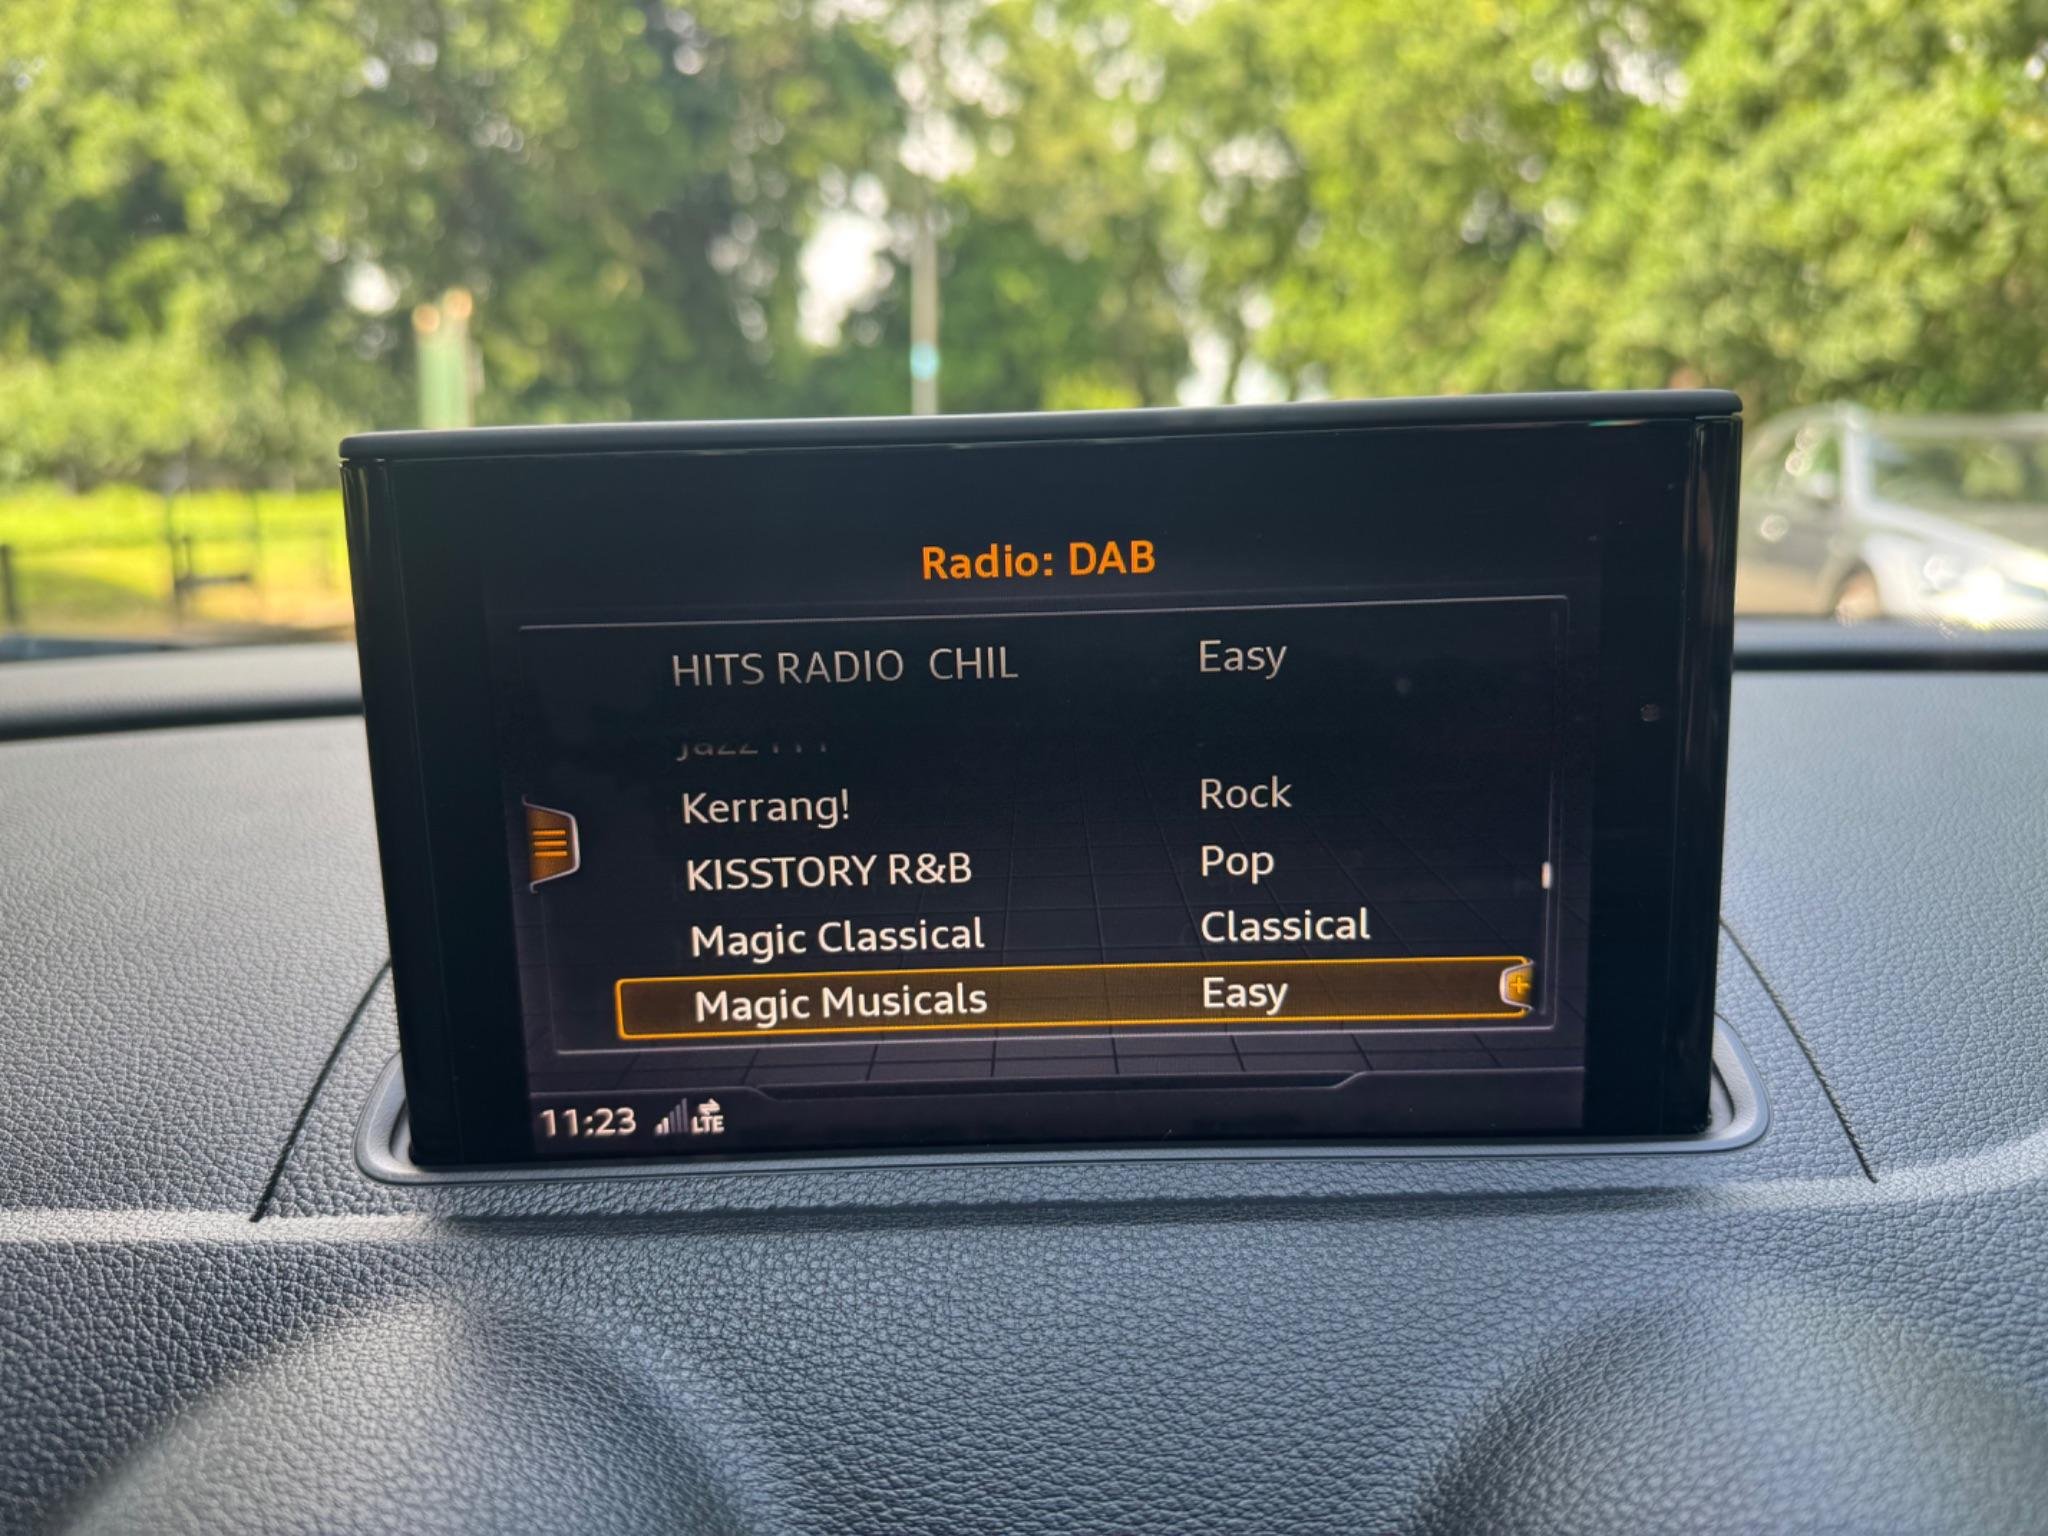 Radio: DAB
HITS RADIO CHIL Easy
Kerrang! Rock
KISSTORY R&B Pop
Magic Classical Classical
Magic Musicals Easy
11:23 LTE